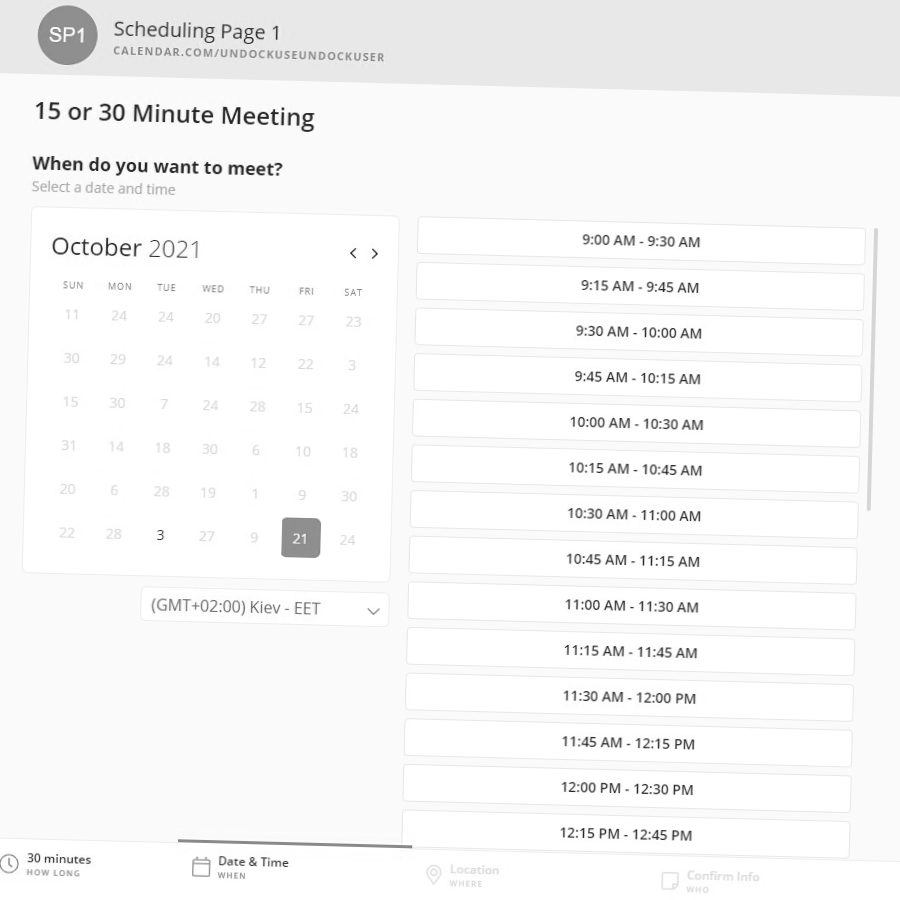 SP1
Scheduling Page 1
CALENDAR.COM/UNDOCKUSEUNDOCKUSER
15 or 30 Minute Meeting
When do you want to meet?
Select a date and time
October 2021
SUN MON TUE WED THU FRI SAT
11 24 24 20 27 27 23
30 29 24 14 12 22 3
15 30 7 24 28 15 24
31 14 18 30 6 10 18
20 6 28 19 1 9 30
22 28 3 27 9 21 24
(GMT+02:00) Kiev - EET
9:00 AM - 9:30 AM
9:15 AM - 9:45 AM
9:30 AM - 10:00 AM
9:45 AM - 10:15 AM
10:00 AM - 10:30 AM
10:15 AM - 10:45 AM
10:30 AM - 11:00 AM
10:45 AM - 11:15 AM
11:00 AM - 11:30 AM
11:15 AM - 11:45 AM
11:30 AM - 12:00 PM
11:45 AM - 12:15 PM
12:00 PM - 12:30 PM
12:15 PM - 12:45 PM
30 minutes
HOW LONG
Date & Time
WHEN
Location
WHERE
Confirm Info
WHO